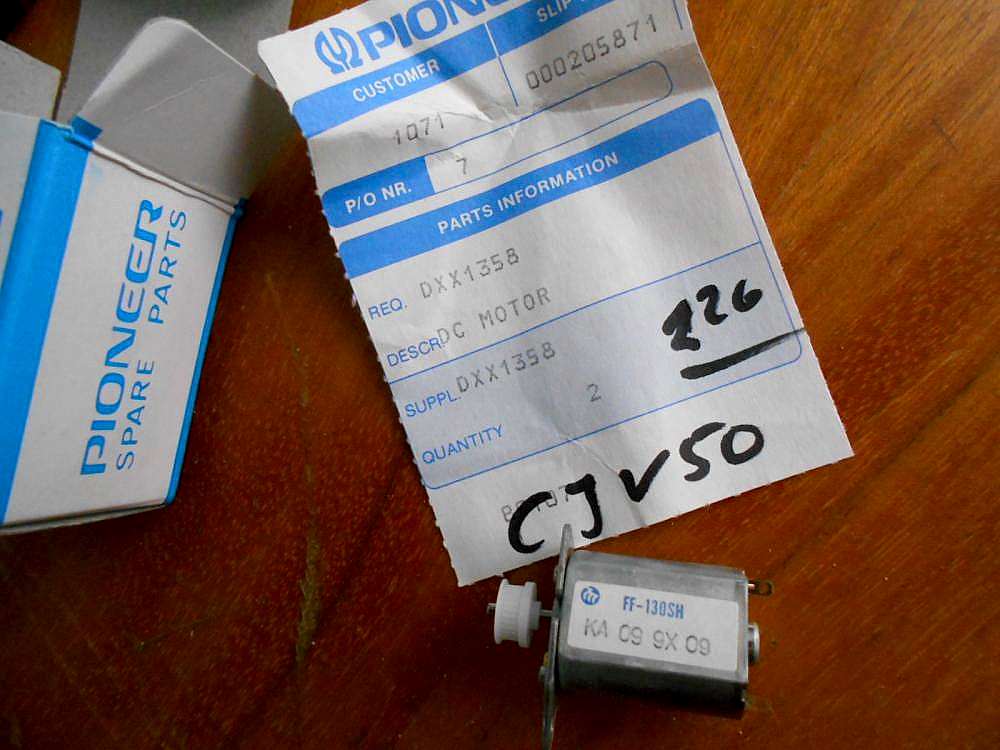 PIONEER
SPARE PARTS
PIONE
SLIP
CUSTOMER
000205871
1071
P/O NR.
7
PARTS INFORMATION
REQ. DXX1358
DESCR DC MOTOR
226
SUPPL DXX1358
QUANTITY 2
CJV50
FF-130SH
KA 09 9X 09